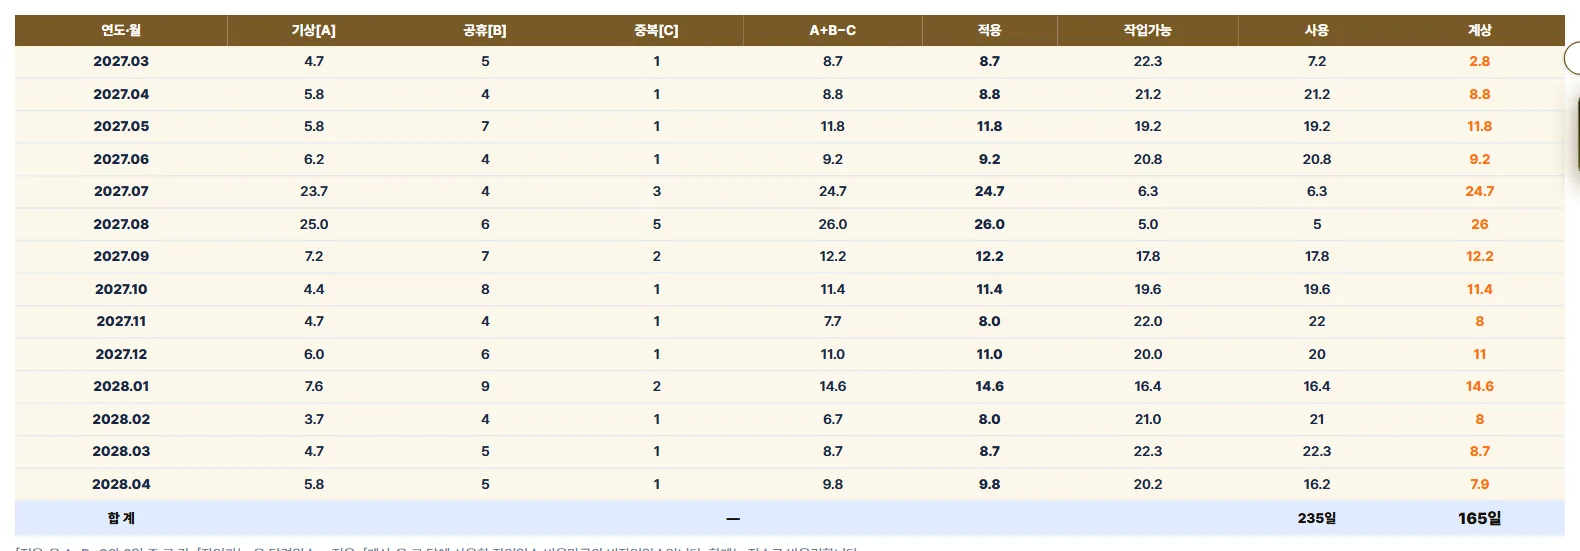 연도·월 기상[A] 공휴[B] 중복[C] A+B−C 적용 작업가능 사용 계상
2027.03 4.7 5 1 8.7 8.7 22.3 7.2 2.8
2027.04 5.8 4 1 8.8 8.8 21.2 21.2 8.8
2027.05 5.8 7 1 11.8 11.8 19.2 19.2 11.8
2027.06 6.2 4 1 9.2 9.2 20.8 20.8 9.2
2027.07 23.7 4 3 24.7 24.7 6.3 6.3 24.7
2027.08 25.0 6 5 26.0 26.0 5.0 5 26
2027.09 7.2 7 2 12.2 12.2 17.8 17.8 12.2
2027.10 4.4 8 1 11.4 11.4 19.6 19.6 11.4
2027.11 4.7 4 1 7.7 8.0 22.0 22 8
2027.12 6.0 6 1 11.0 11.0 20.0 20 11
2028.01 7.6 9 2 14.6 14.6 16.4 16.4 14.6
2028.02 3.7 4 1 6.7 8.0 21.0 21 8
2028.03 4.7 5 1 8.7 8.7 22.3 22.3 8.7
2028.04 5.8 5 1 9.8 9.8 20.2 16.2 7.9
합 계 — 235일 165일